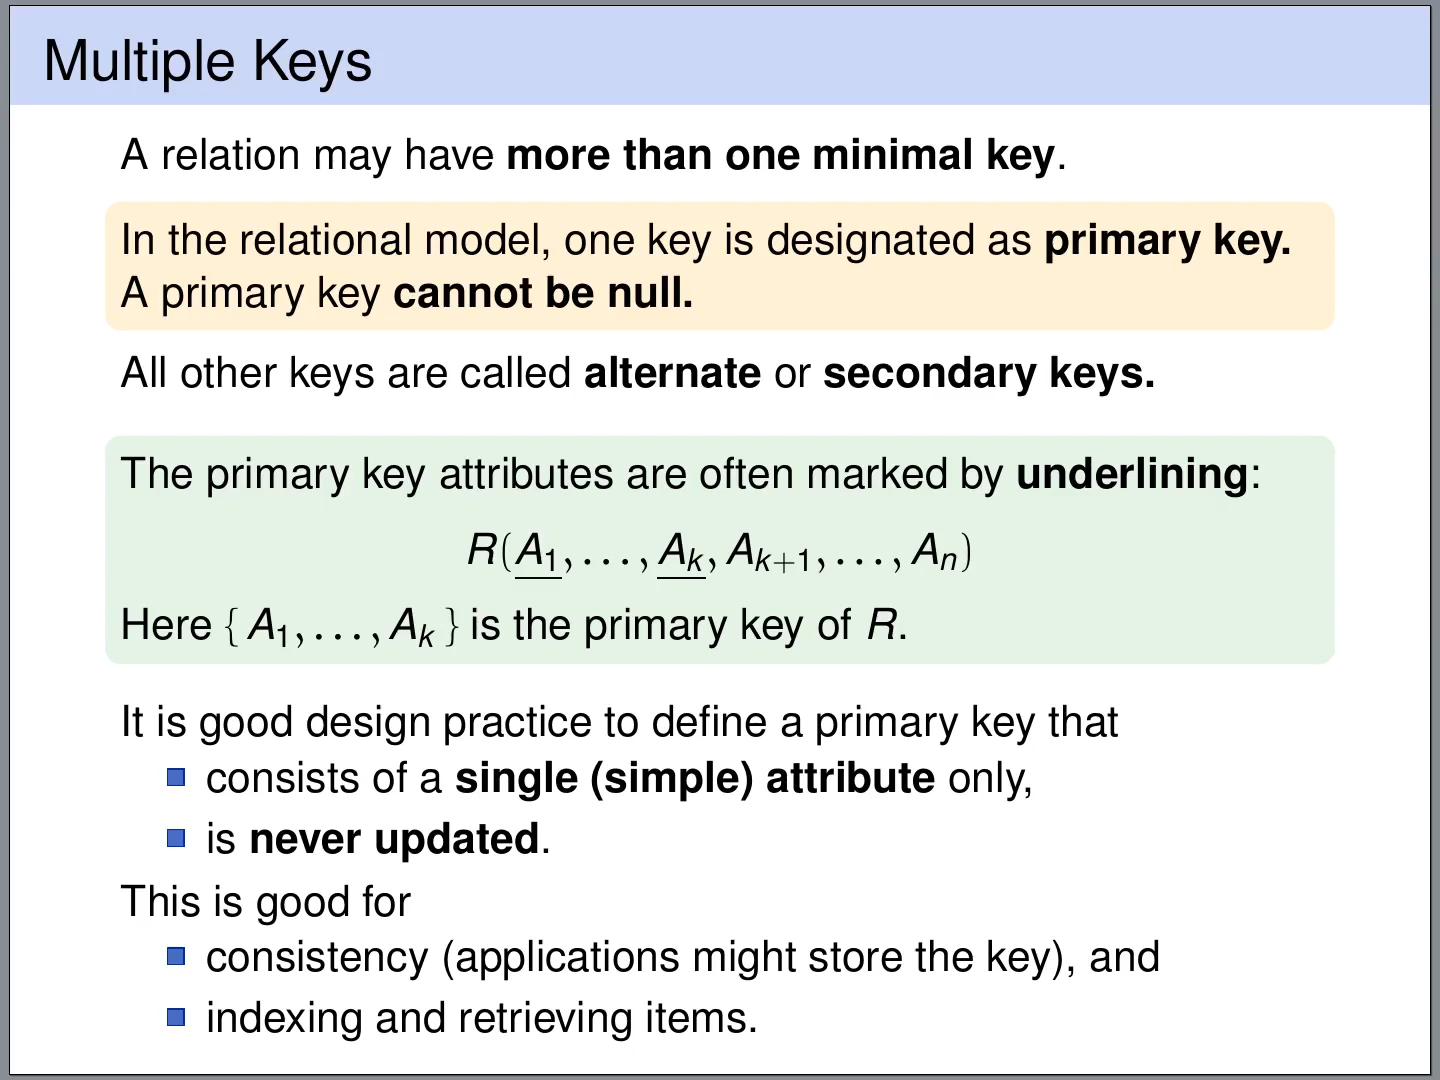 Multiple Keys
A relation may have more than one minimal key.
In the relational model, one key is designated as primary key.
A primary key cannot be null.
All other keys are called alternate or secondary keys.
The primary key attributes are often marked by underlining:
R(A₁, . . . , Aₖ, Aₖ₊₁, . . . , Aₙ)
Here { A₁, . . . , Aₖ } is the primary key of R.
It is good design practice to define a primary key that
consists of a single (simple) attribute only,
is never updated.
This is good for
consistency (applications might store the key), and
indexing and retrieving items.